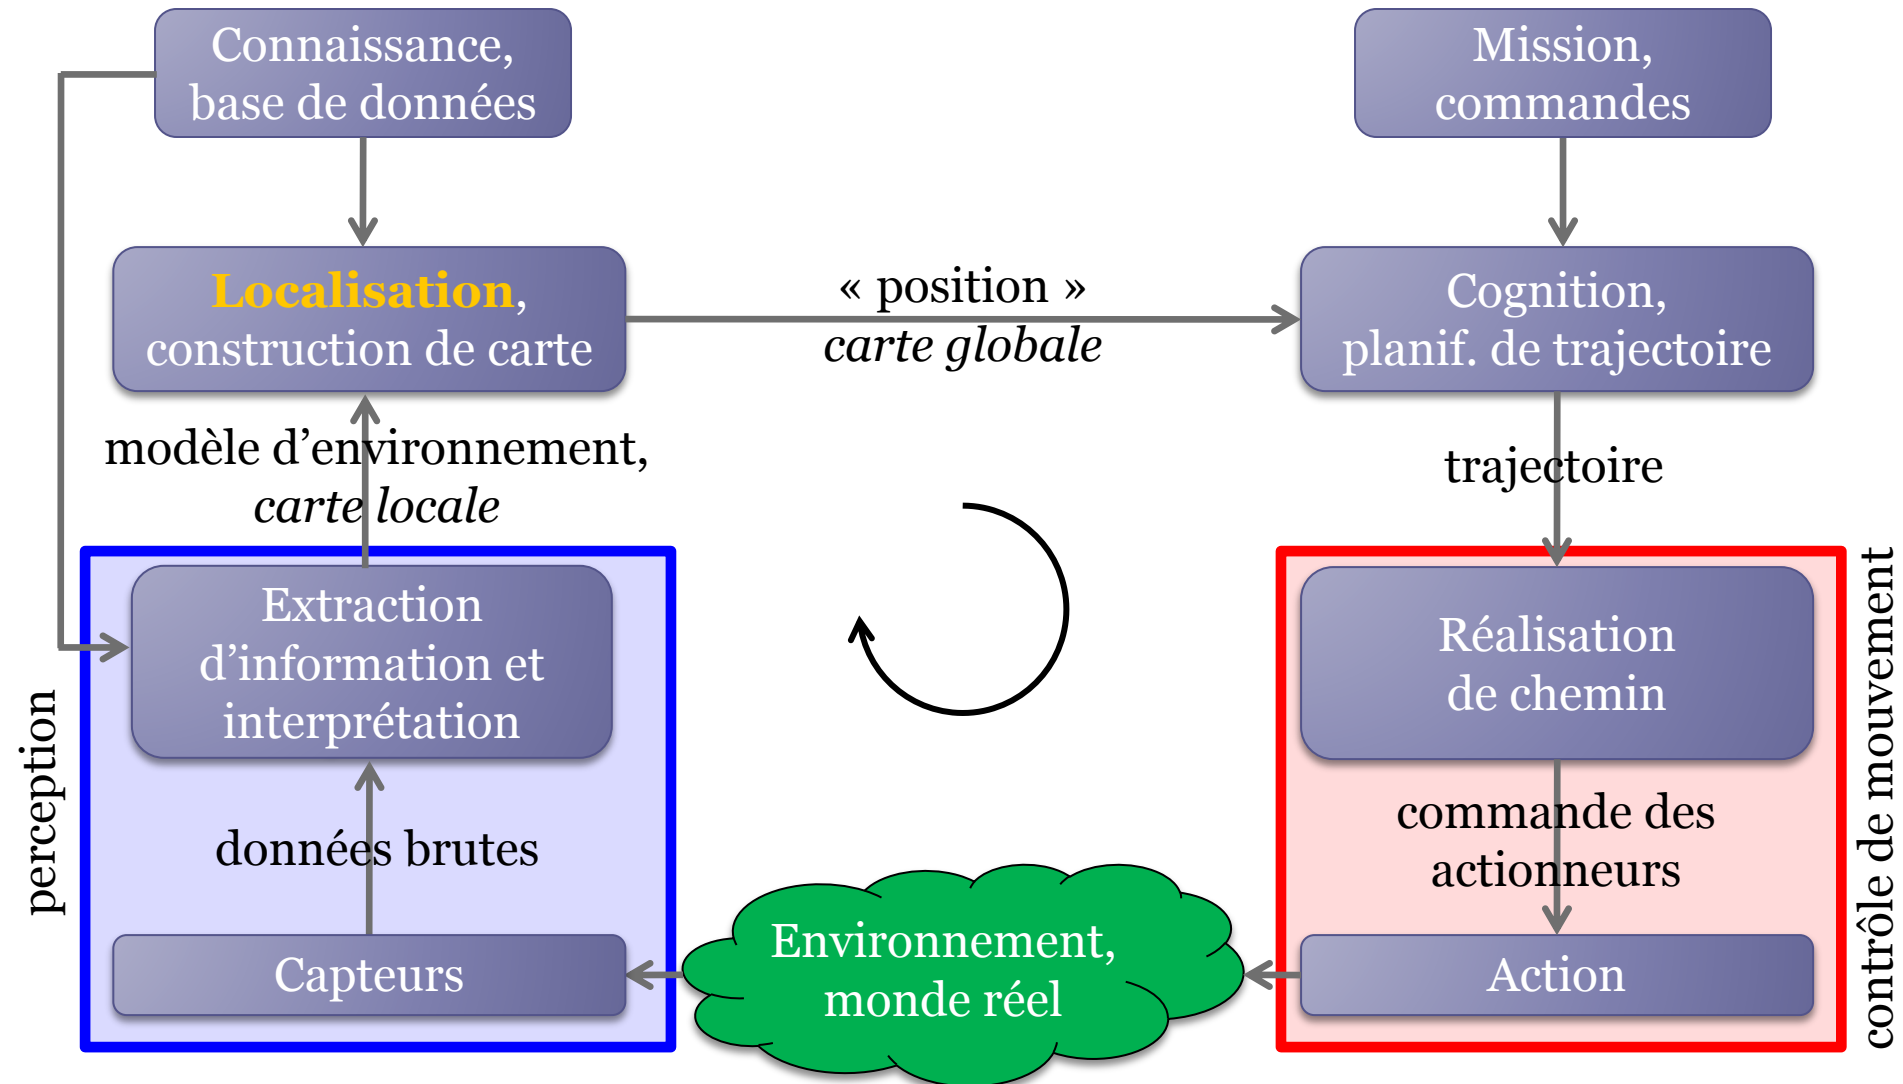 Connaissance,
base de données
Mission,
commandes
Localisation,
construction de carte
« position »
carte globale
Cognition,
planif. de trajectoire
modèle d’environnement,
carte locale
trajectoire
perception
Extraction
d’information et
interprétation
données brutes
Capteurs
Environnement,
monde réel
Réalisation
de chemin
commande des
actionneurs
Action
contrôle de mouvement